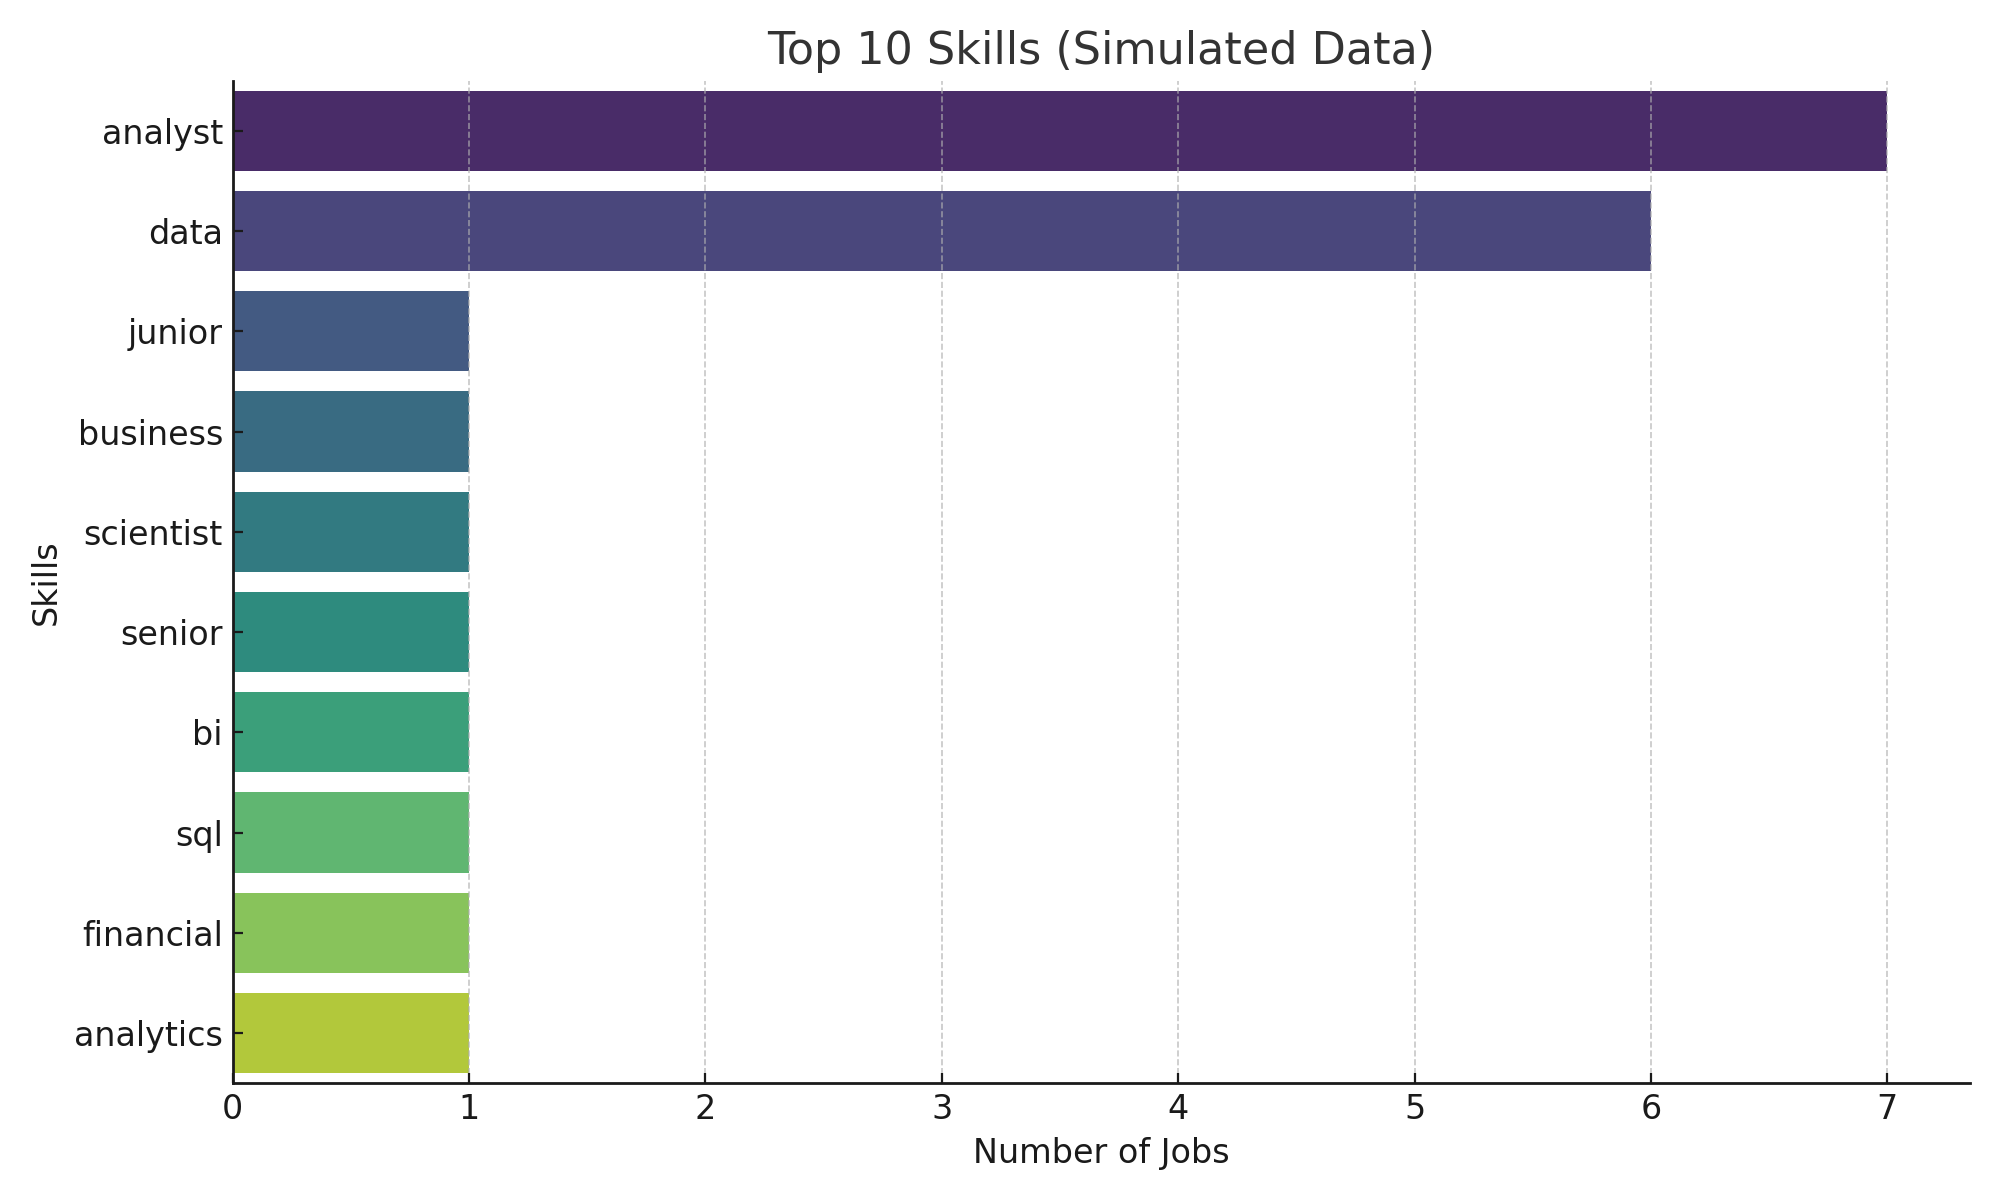 Top 10 Skills (Simulated Data)
analyst
data
junior
business
scientist
senior
bi
sql
financial
analytics
Skills
0 1 2 3 4 5 6 7
Number of Jobs